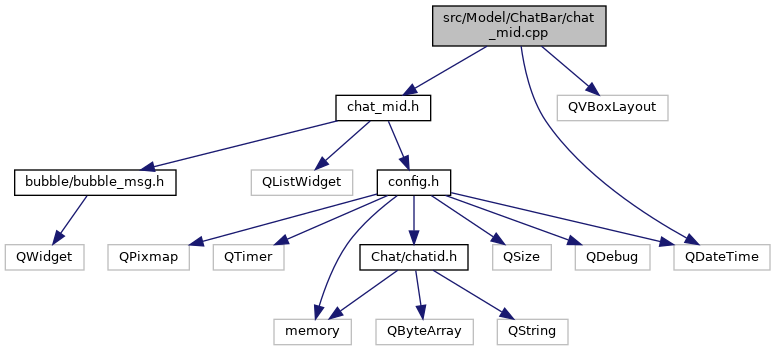 src/Model/ChatBar/chat
_mid.cpp
chat_mid.h
QVBoxLayout
bubble/bubble_msg.h
QListWidget
config.h
QWidget
QPixmap
QTimer
Chat/chatid.h
QSize
QDebug
QDateTime
memory
QByteArray
QString